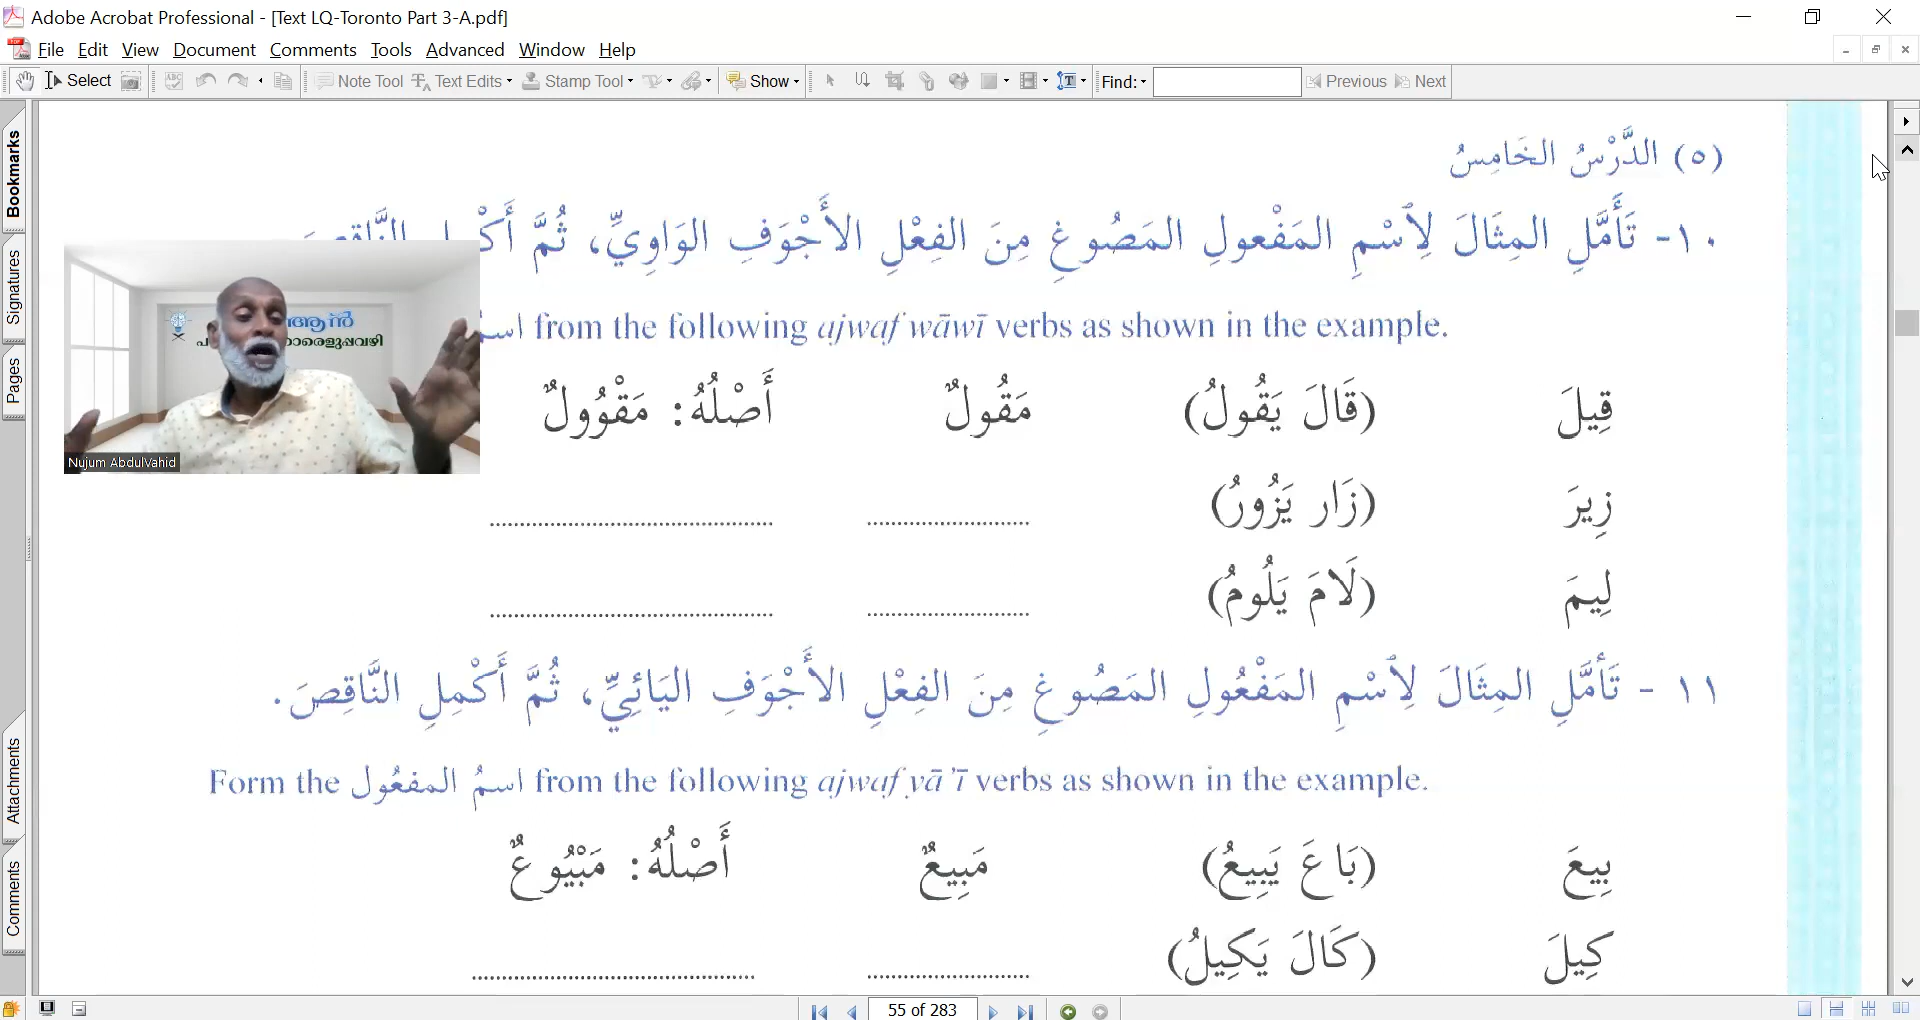 Adobe Acrobat Professional - [Text LQ-Toronto Part 3-A.pdf]
File Edit View Document Comments Tools Advanced Window Help
Select Note Tool Text Edits Stamp Tool Show Find: Previous Next
Bookmarks
Signatures
Pages
Attachments
Comments
(٥) الدَّرْسُ الخَامِسُ
١٠- تَأَمَّلِ المِثَالَ لِاسْمِ المَفْعولِ المَصُوغِ مِنَ الفِعْلِ الأَجْوَفِ الوَاوِيِّ، ثُمَّ أَكْمِلِ النَّاقِصَ
from the following ajwaf wāwī verbs as shown in the example.
قِيلَ (قَالَ يَقُولُ) مَقُولٌ أَصْلُهُ: مَقْوُولٌ
زِيرَ (زَار يَزُورُ) .......... ..........
لِيمَ (لَامَ يَلُومُ) .......... ..........
١١ - تَأَمَّلِ المِثَالَ لِاسْمِ المَفْعُولِ المَصُوغِ مِنَ الفِعْلِ الأَجْوَفِ اليَائِيِّ، ثُمَّ أَكْمِلِ النَّاقِصَ.
Form the اسمُ المفعُول from the following ajwaf yā'ī verbs as shown in the example.
بِيعَ (بَاعَ يَبِيعُ) مَبِيعٌ أَصْلُهُ: مَبْيُوعٌ
كِيلَ (كَالَ يَكِيلُ) .......... ..........
Nujum AbdulVahid
55 of 283